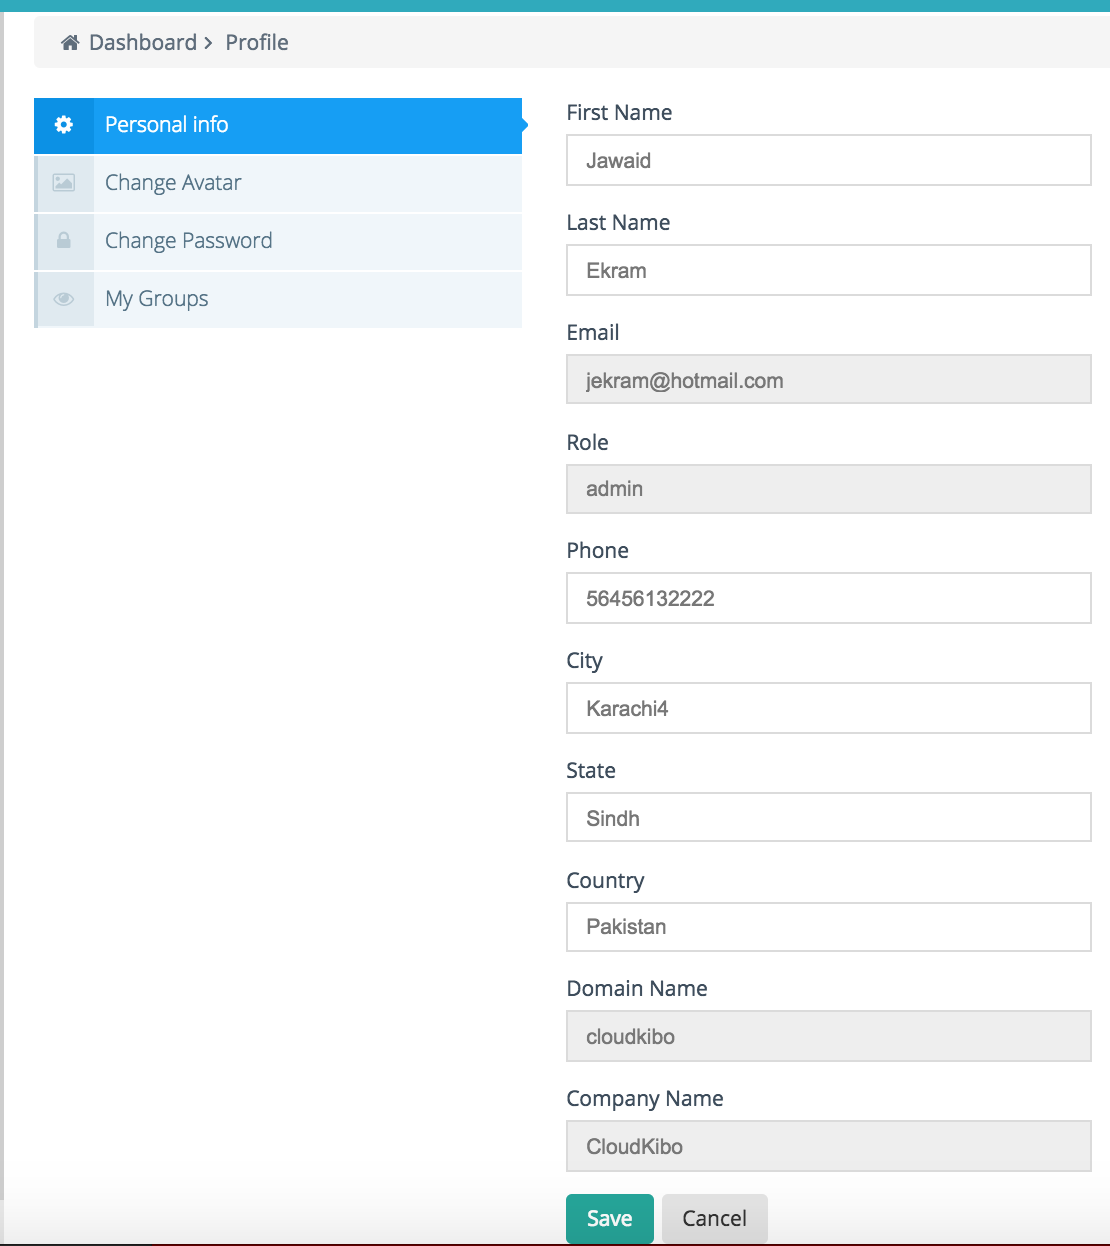 Dashboard > Profile
Personal info
Change Avatar
Change Password
My Groups
First Name
Jawaid
Last Name
Ekram
Email
jekram@hotmail.com
Role
admin
Phone
56456132222
City
Karachi4
State
Sindh
Country
Pakistan
Domain Name
cloudkibo
Company Name
CloudKibo
Save Cancel